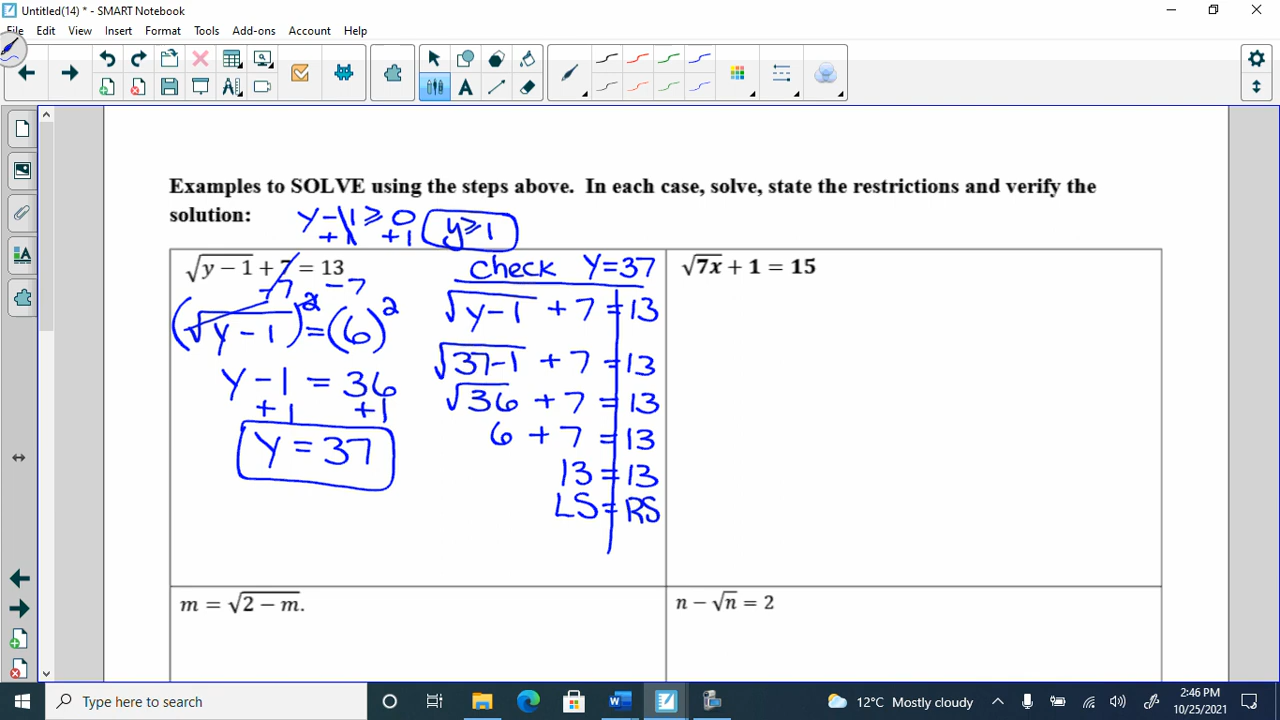 Untitled(14) * - SMART Notebook
File Edit View Insert Format Tools Add-ons Account Help
Examples to SOLVE using the steps above. In each case, solve, state the restrictions and verify the
solution:
y-1 ≥ 0
+1 +1
y≥1
√(y − 1) + 7 = 13
-7 -7
(√(y-1))² = (6)²
y-1 = 36
+1 +1
y = 37
check y=37
√(y-1) + 7 = 13
√(37-1) + 7 = 13
√36 + 7 = 13
6 + 7 = 13
13 = 13
LS = RS
√7x + 1 = 15
m = √(2 − m).
n − √n = 2
Type here to search
12°C Mostly cloudy
2:46 PM
10/25/2021